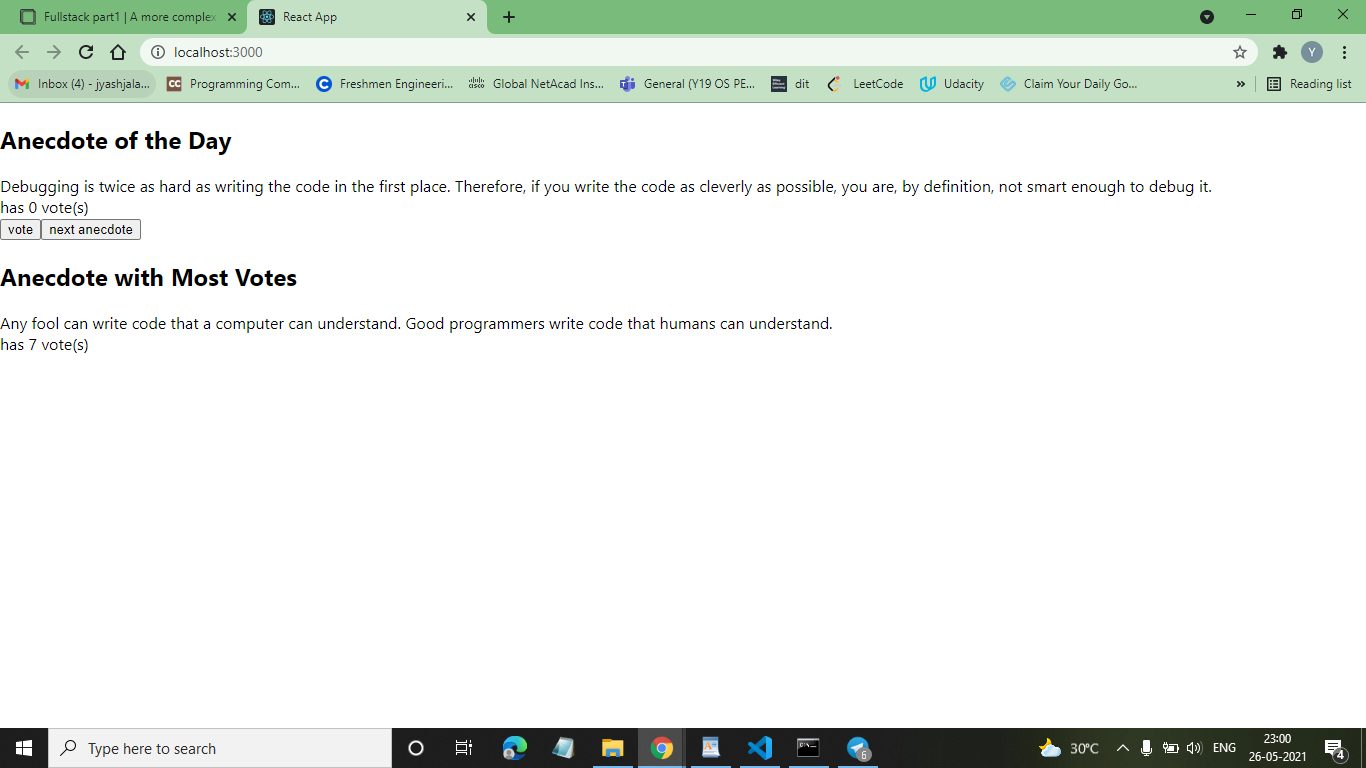 Fullstack part1 | A more complex
React App
localhost:3000
Y
Inbox (4) - jyashjala...
CC Programming Com...
C Freshmen Engineeri...
cisco Global NetAcad Ins...
General (Y19 OS PE...
dit
LeetCode
Udacity
Claim Your Daily Go...
»
Reading list
Anecdote of the Day
Debugging is twice as hard as writing the code in the first place. Therefore, if you write the code as cleverly as possible, you are, by definition, not smart enough to debug it.
has 0 vote(s)
vote next anecdote
Anecdote with Most Votes
Any fool can write code that a computer can understand. Good programmers write code that humans can understand.
has 7 vote(s)
Type here to search
6
30°C
ENG
23:00
26-05-2021
4